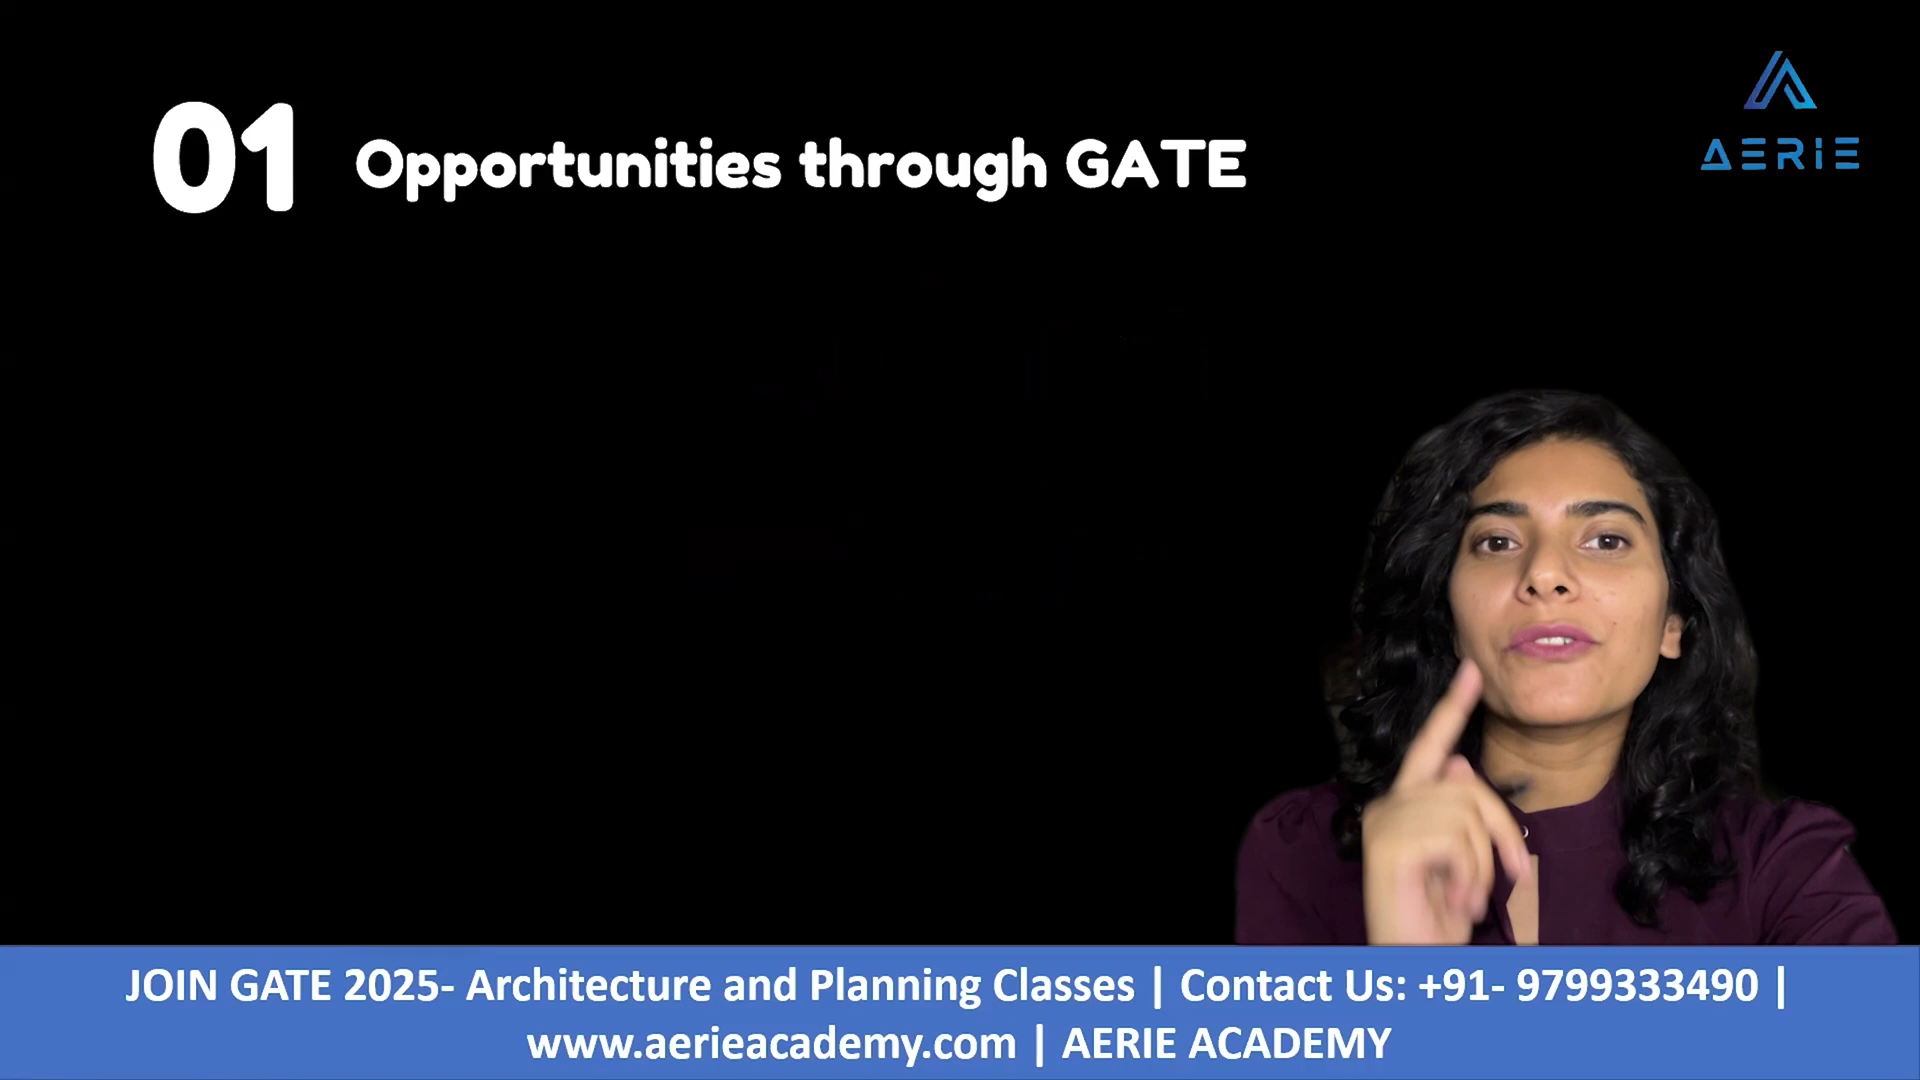 01 Opportunities through GATE
AERIE
JOIN GATE 2025- Architecture and Planning Classes | Contact Us: +91- 9799333490 |
www.aerieacademy.com | AERIE ACADEMY